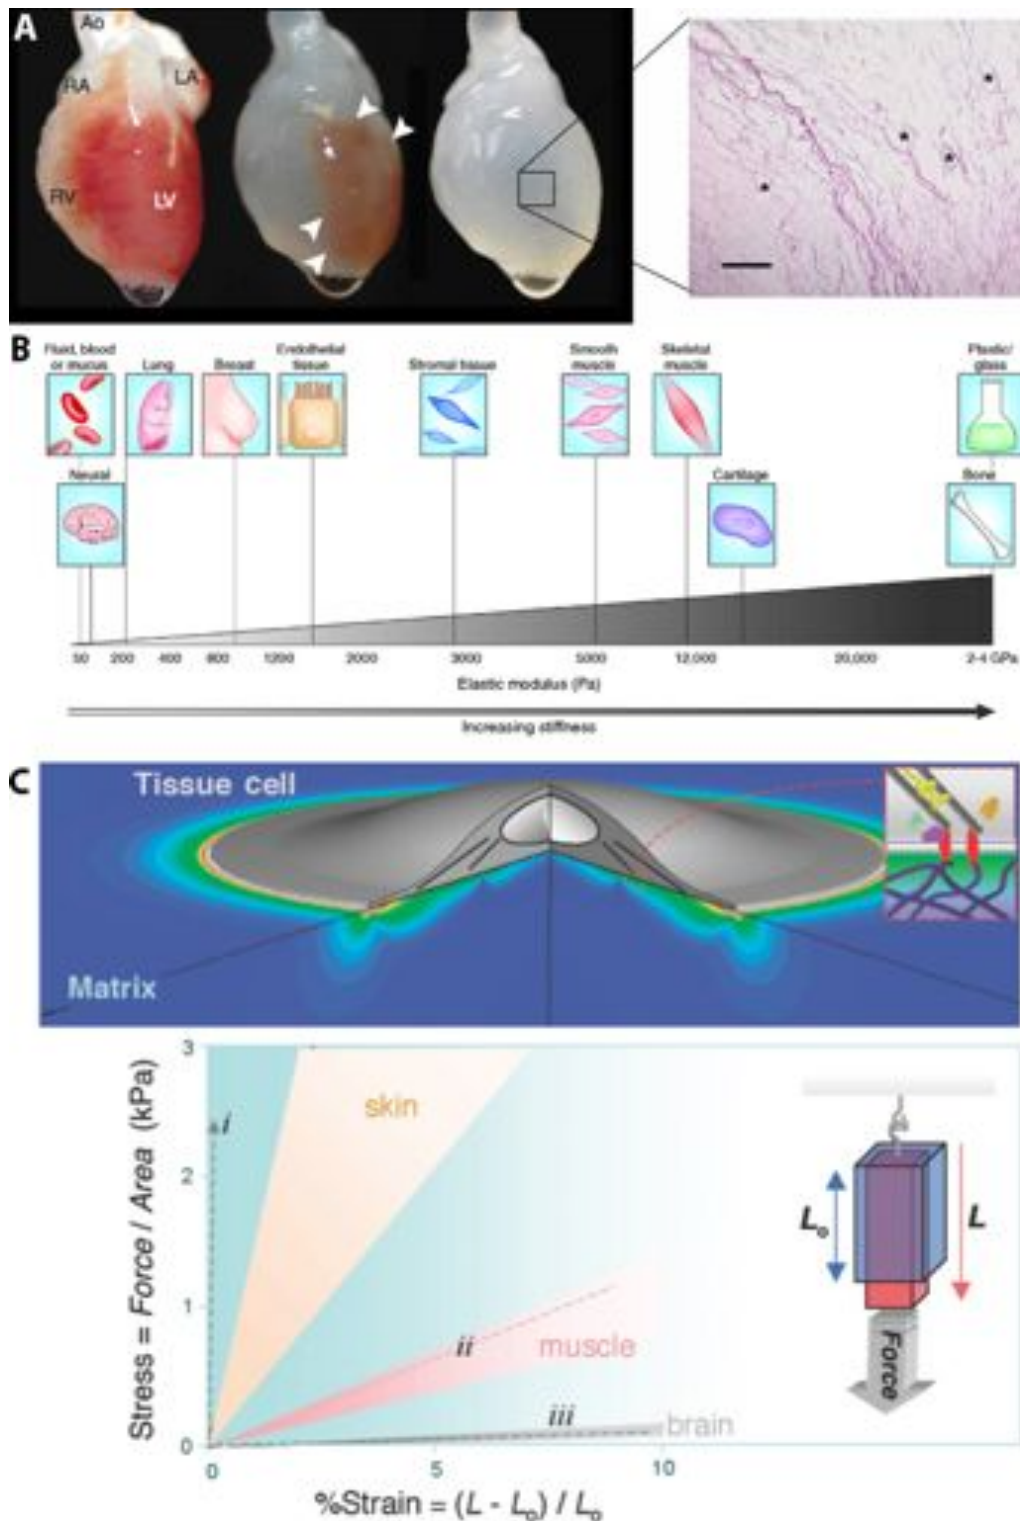 A
Ao
RA
LA
RV
LV
B
Fluid, blood
or mucus
Lung
Breast
Endothelial
tissue
Stromal tissue
Smooth
muscle
Skeletal
muscle
Plastic/
glass
Neural
Cartilage
Bone
50 200 400 800 1200 2000 3000 5000 12,000 20,000 2-4 GPa
Elastic modulus (Pa)
Increasing stiffness
C
Tissue cell
Matrix
Stress = Force / Area (kPa)
3
2
1
0
i
skin
ii
muscle
iii
brain
Lo
L
Force
0 5 10
%Strain = (L - Lo) / Lo